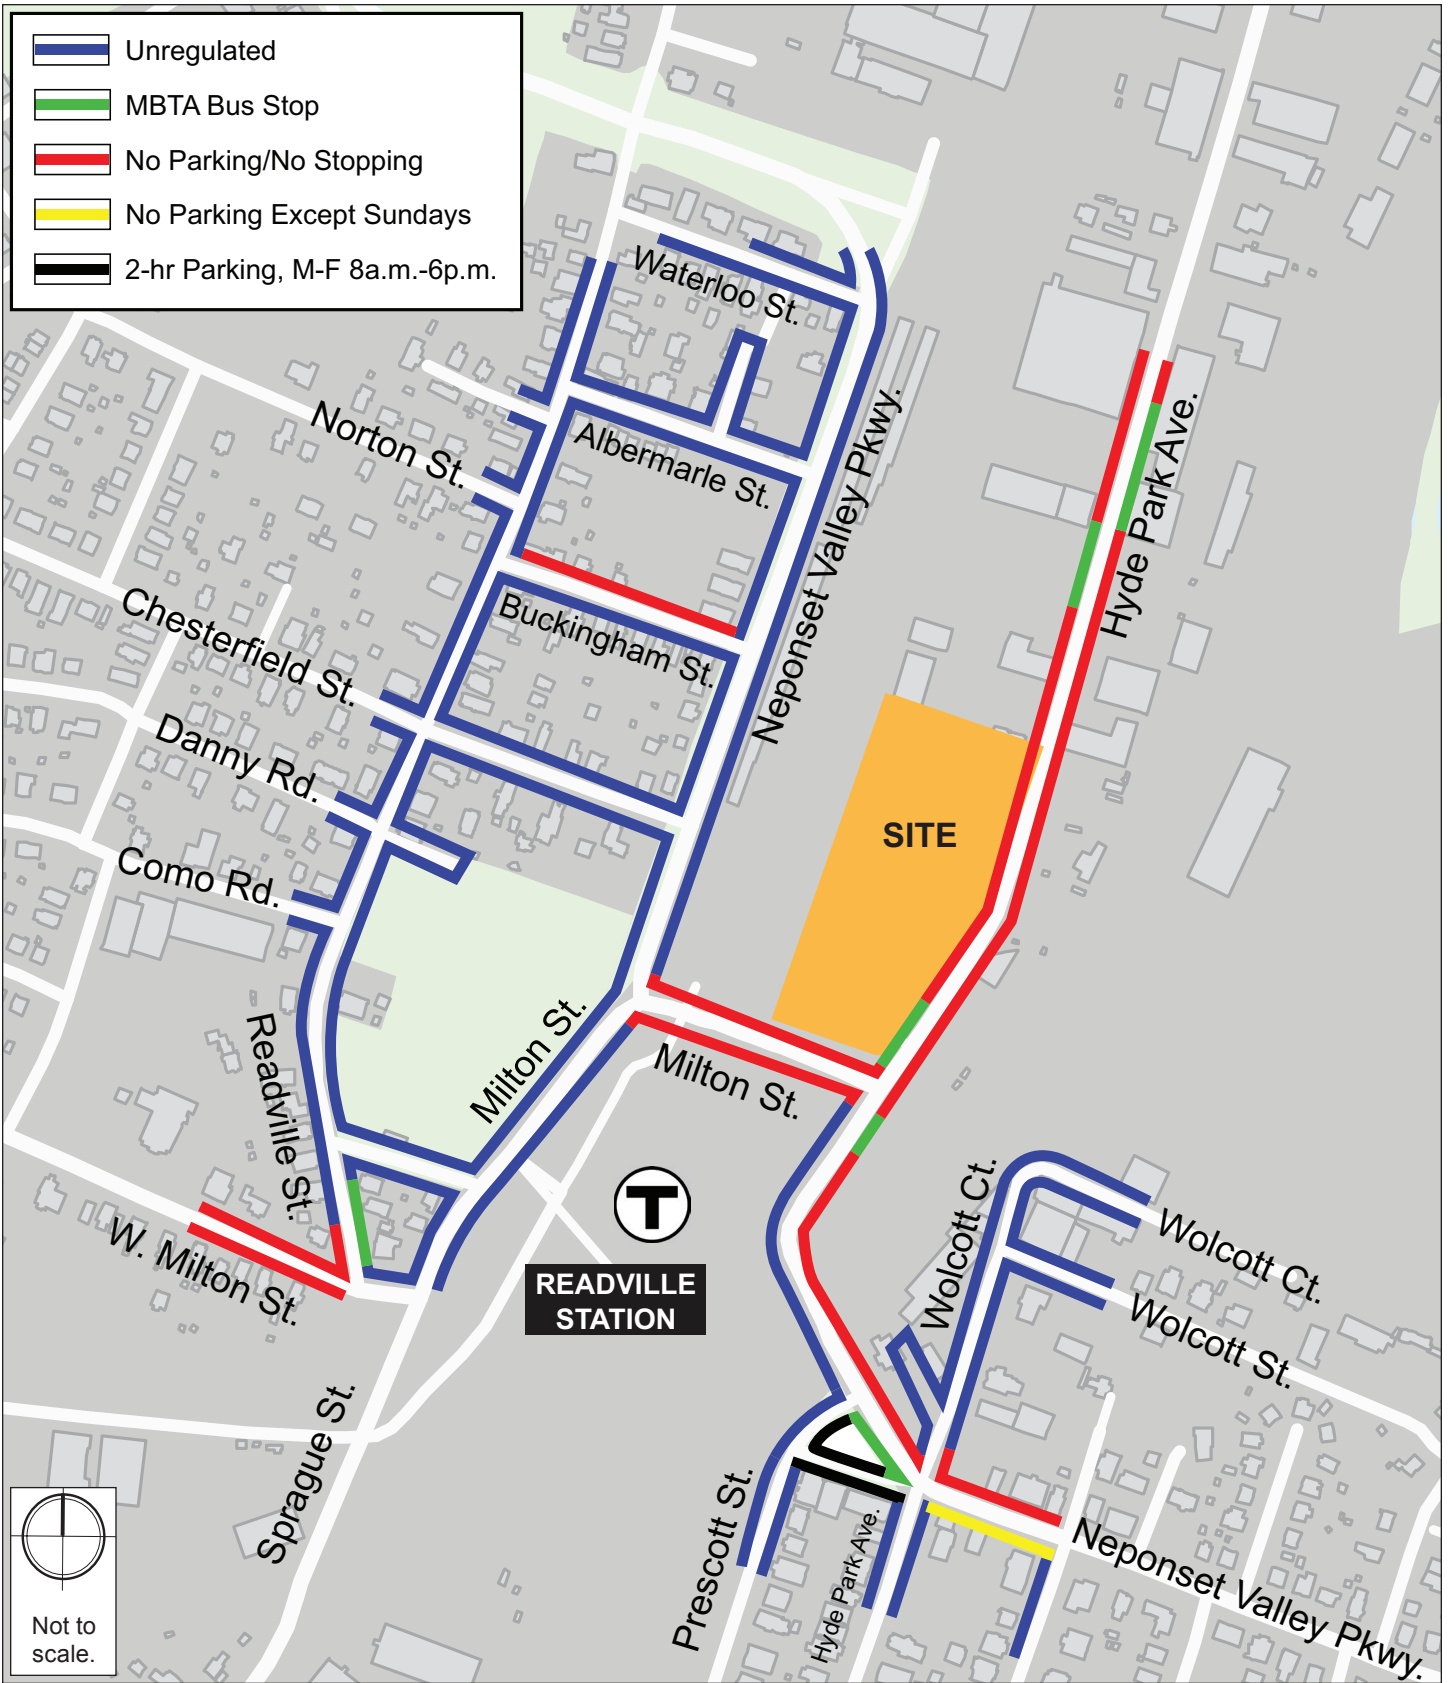 Unregulated
MBTA Bus Stop
No Parking/No Stopping
No Parking Except Sundays
2-hr Parking, M-F 8a.m.-6p.m.
Waterloo St.
Norton St.
Albermarle St.
Neponset Valley Pkwy.
Hyde Park Ave.
Buckingham St.
Chesterfield St.
Danny Rd.
Como Rd.
SITE
Milton St.
Milton St.
Readville St.
W. Milton St.
T
READVILLE
STATION
Wolcott Ct.
Wolcott Ct.
Wolcott St.
Sprague St.
Prescott St.
Hyde Park Ave.
Neponset Valley Pkwy.
Not to
scale.